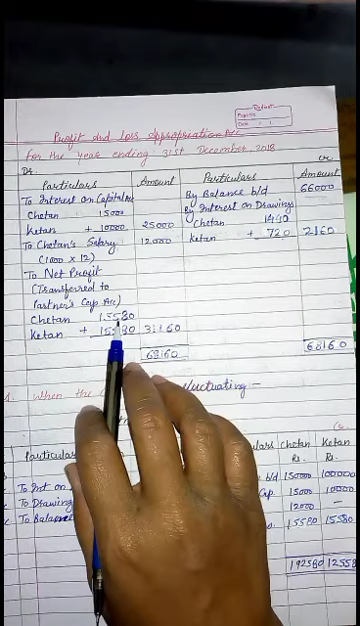 Profit and Loss Appropriation A/c
For the year ending 31st December, 2018
Dr. Cr
Particulars Amount Particulars Amount
To Interest on Capital A/c By Balance b/d 66000
Chetan 15000 By Interest on Drawings
Ketan + 10000 25000 Chetan 1440
To Chetan's Salary 12000 Ketan + 720 2160
(1000 x 12)
To Net Profit
(Transferred to
Partner's Cap A/c)
Chetan 15580
Ketan + 15580 31160
68160 68160
When the fluctuating -
Particulars Chetan Ketan
Rs. Rs.
To Int on b/d 150000 100000
To Drawing Cap. 15000 10000
To Balance 12000 -
15580 15580
192580